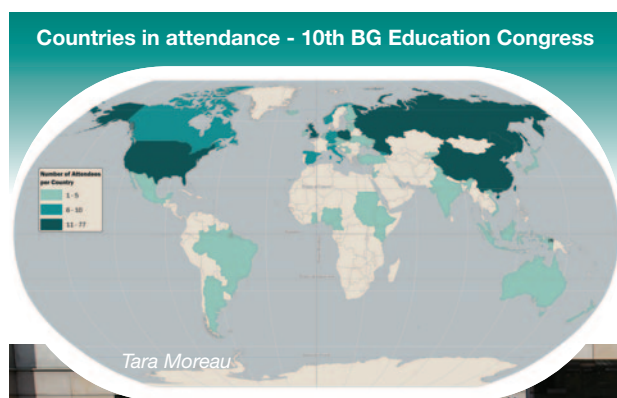 Countries in attendance - 10th BG Education Congress
Number of Attendees
per Country
1 - 5
6 - 10
11 - 77
Tara Moreau